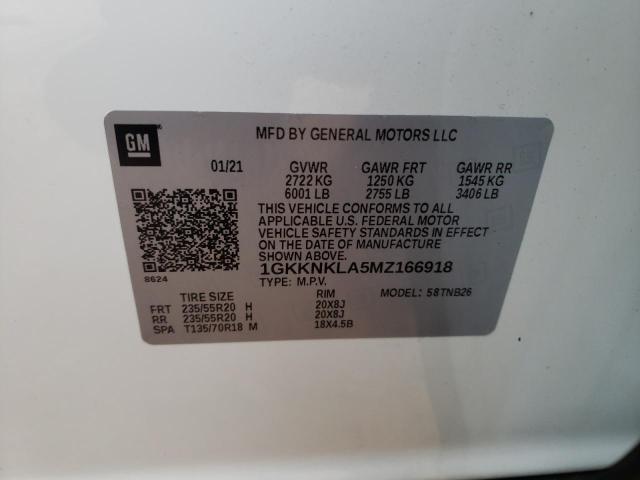 GM
MFD BY GENERAL MOTORS LLC
01/21 GVWR GAWR FRT GAWR RR
2722 KG 1250 KG 1545 KG
6001 LB 2755 LB 3406 LB
THIS VEHICLE CONFORMS TO ALL
APPLICABLE U.S. FEDERAL MOTOR
VEHICLE SAFETY STANDARDS IN EFFECT
ON THE DATE OF MANUFACTURE
SHOWN ABOVE.
1GKKNKLA5MZ166918
8624
TYPE: M.P.V. MODEL: 58TNB26
TIRE SIZE RIM
FRT 235/55R20 H 20X8J
RR 235/55R20 H 20X8J
SPA T135/70R18 M 18X4.5B